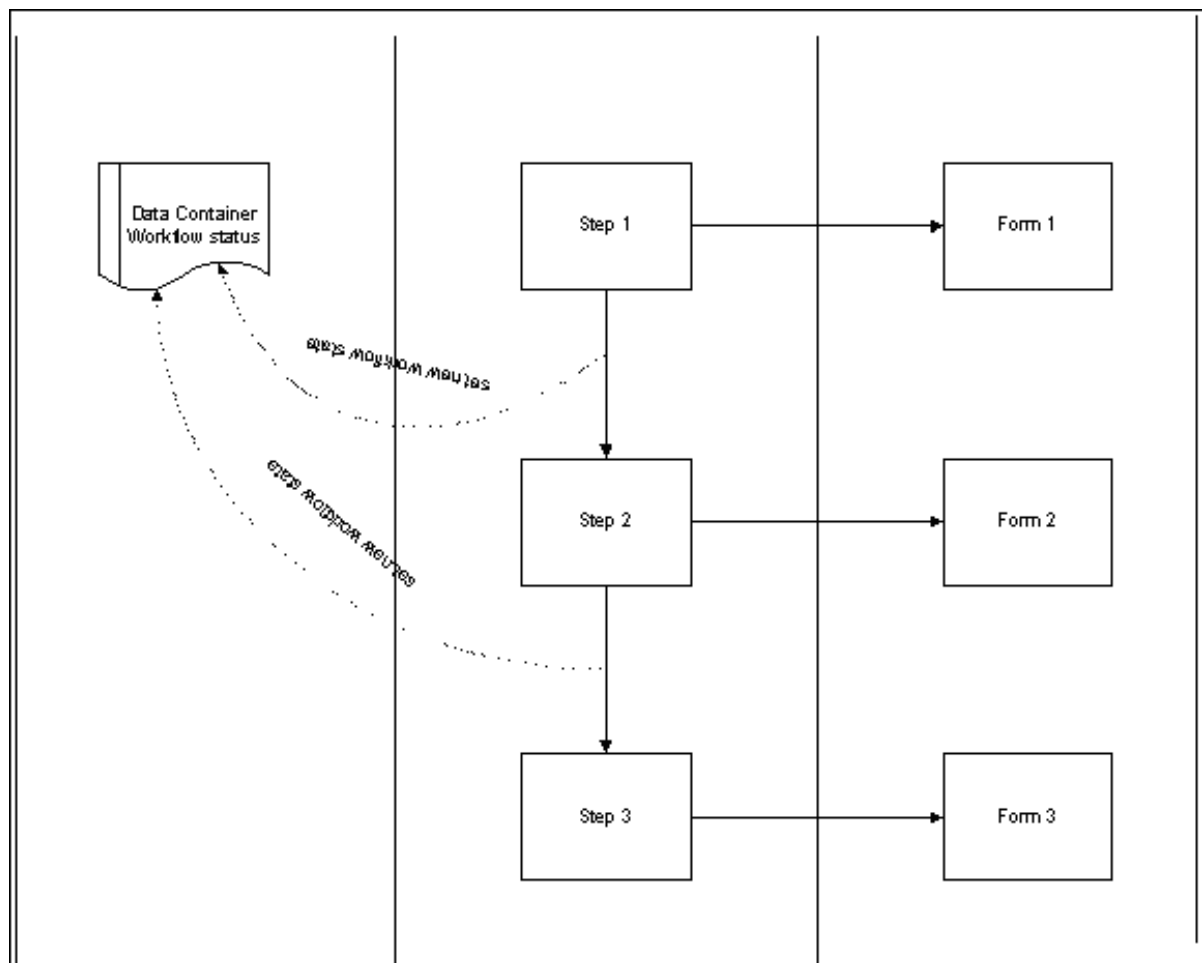 Data Container
Workflow status
Step 1
Form 1
set new workflow state
Step 2
Form 2
set new workflow state
Step 3
Form 3